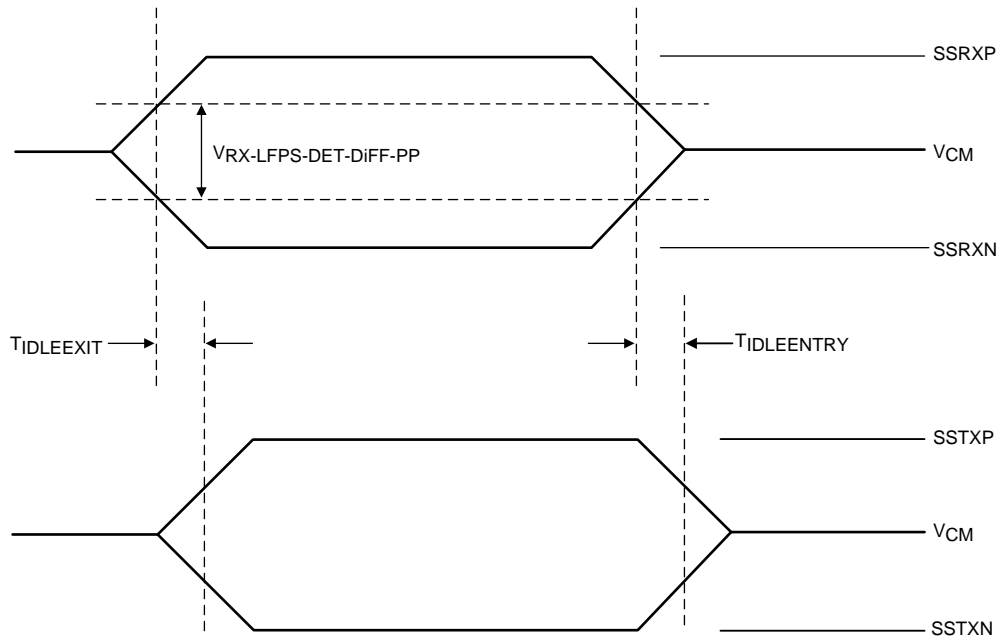 SSRXP
VRX-LFPS-DET-DiFF-PP
VCM
SSRXN
TIDLEEXIT
TIDLEENTRY
SSTXP
VCM
SSTXN